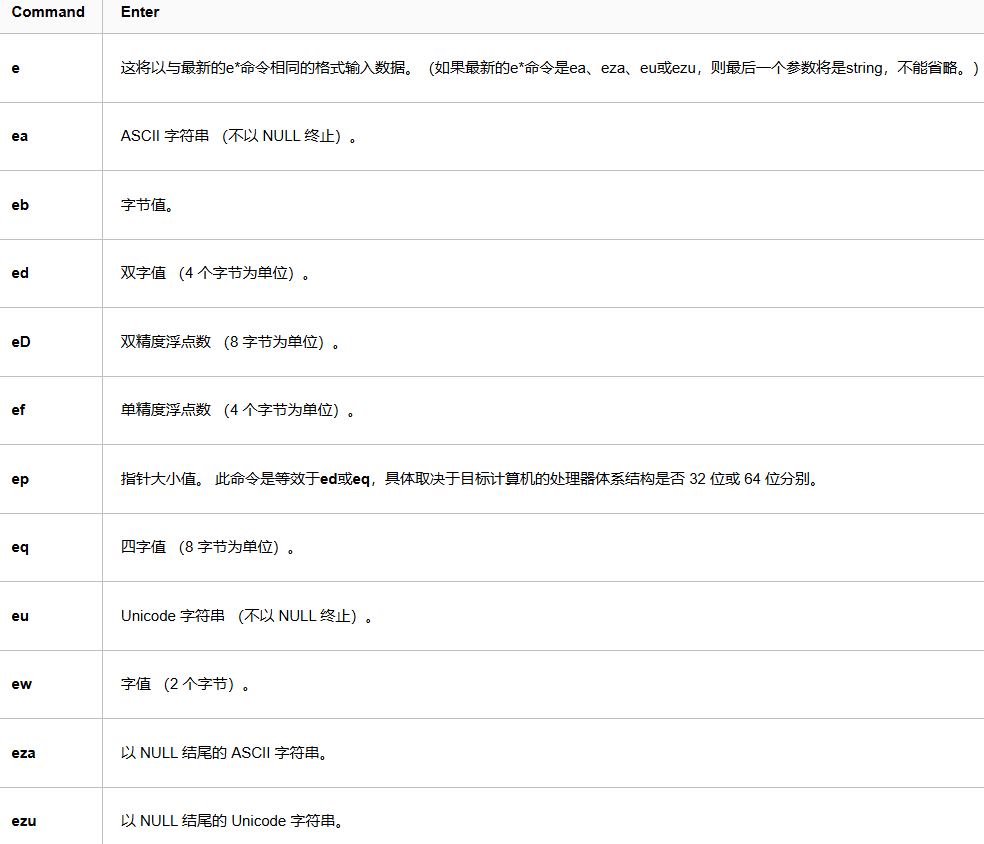 Command Enter
e 这将以与最新的e*命令相同的格式输入数据。（如果最新的e*命令是ea、eza、eu或ezu，则最后一个参数将是string，不能省略。）
ea ASCII 字符串 （不以 NULL 终止）。
eb 字节值。
ed 双字值 （4 个字节为单位）。
eD 双精度浮点数 （8 字节为单位）。
ef 单精度浮点数 （4 个字节为单位）。
ep 指针大小值。 此命令是等效于ed或eq，具体取决于目标计算机的处理器体系结构是否 32 位或 64 位分别。
eq 四字值 （8 字节为单位）。
eu Unicode 字符串 （不以 NULL 终止）。
ew 字值 （2 个字节）。
eza 以 NULL 结尾的 ASCII 字符串。
ezu 以 NULL 结尾的 Unicode 字符串。